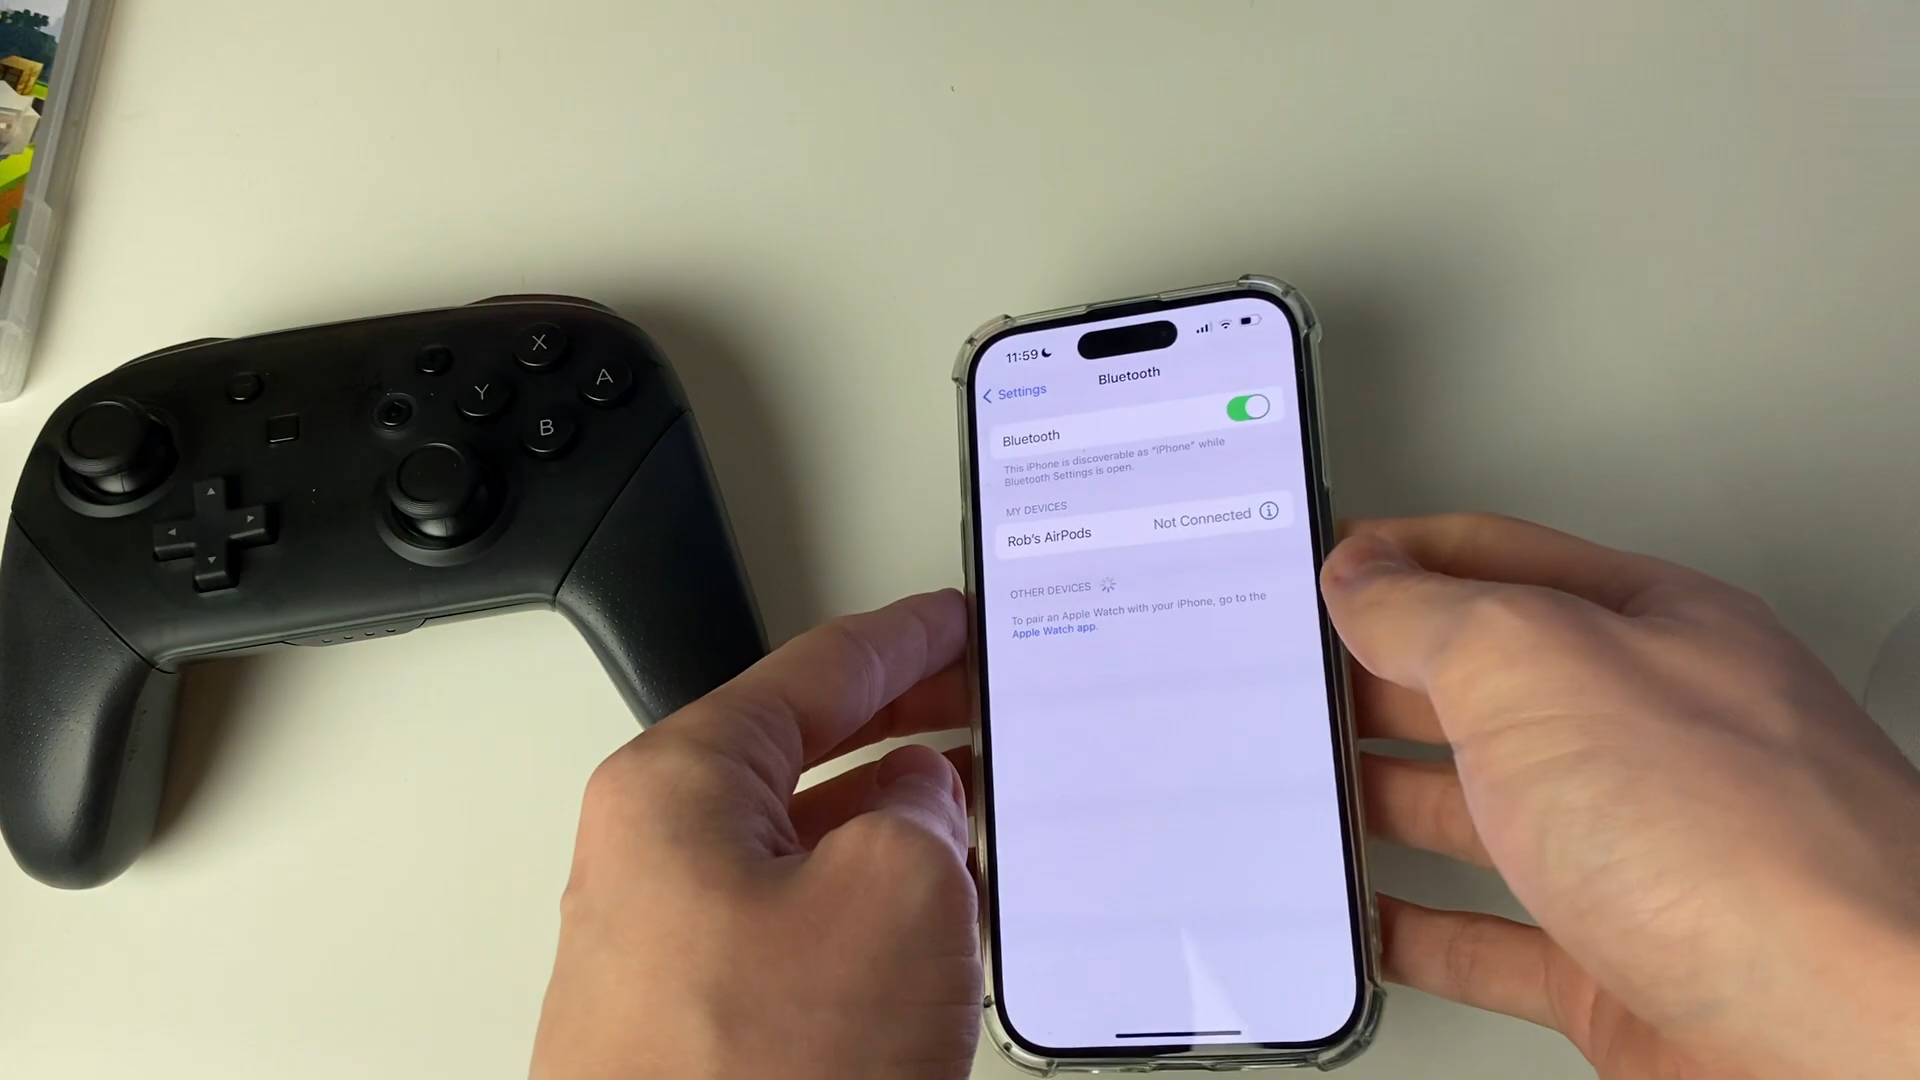 X
Y
A
B
11:59
Settings
Bluetooth
Bluetooth
This iPhone is discoverable as “iPhone” while
Bluetooth Settings is open.
MY DEVICES
Rob's AirPods
Not Connected
OTHER DEVICES
To pair an Apple Watch with your iPhone, go to the
Apple Watch app.